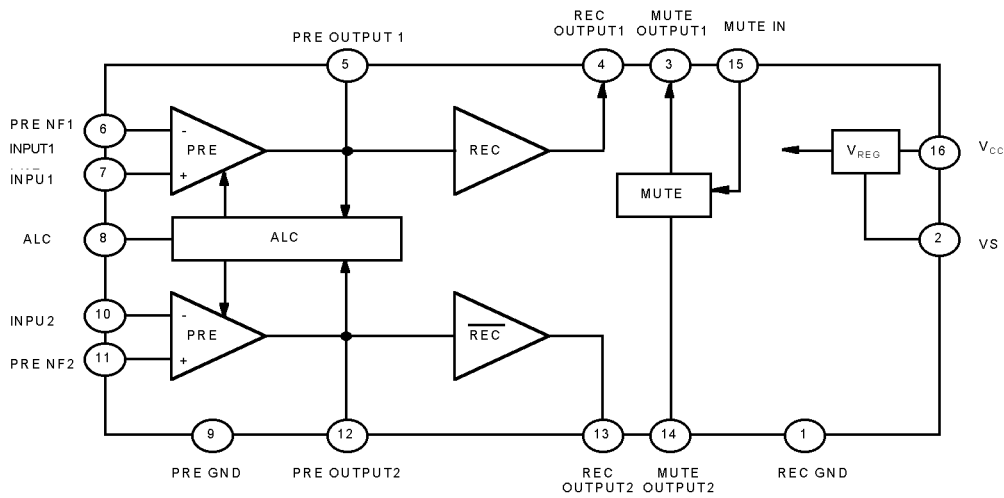 PRE OUTPUT 1
REC
OUTPUT1
MUTE
OUTPUT1
MUTE IN
5
4
3
15
PRE NF1
6
INPUT1
INPU1
7
-
PRE
+
REC
MUTE
V REG
16
V CC
ALC
8
ALC
2
VS
INPU2
10
PRE NF2
11
-
PRE
+
REC
9
12
13
14
1
PRE GND
PRE OUTPUT2
REC
OUTPUT2
MUTE
OUTPUT2
REC GND